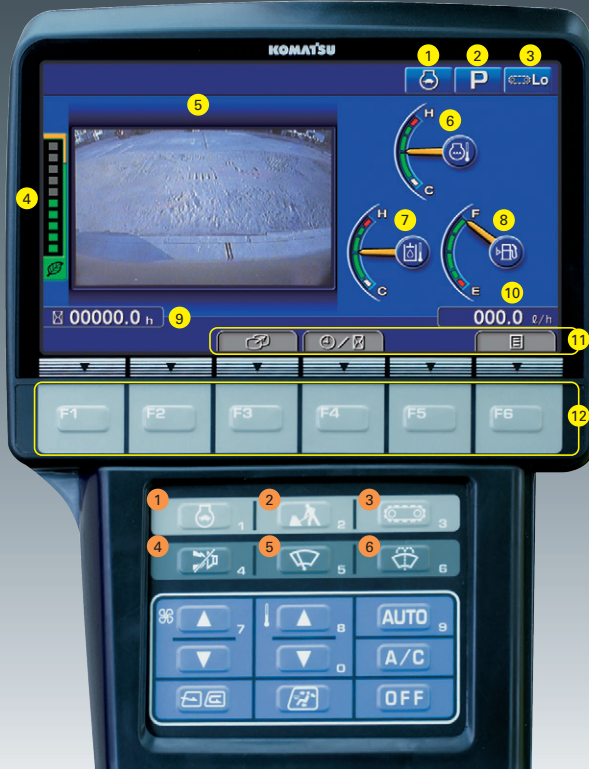 KOMATSU
1 2 3
P Lo
5
H 6
C
4
H 7 F 8
C E
10
00000.0 h 9 000.0 ℓ/h
11
F1 F2 F3 F4 F5 F6 12
1 2 3
1 2 3
4 5 6
4 5 6
7 8 AUTO 9
0 A/C
OFF